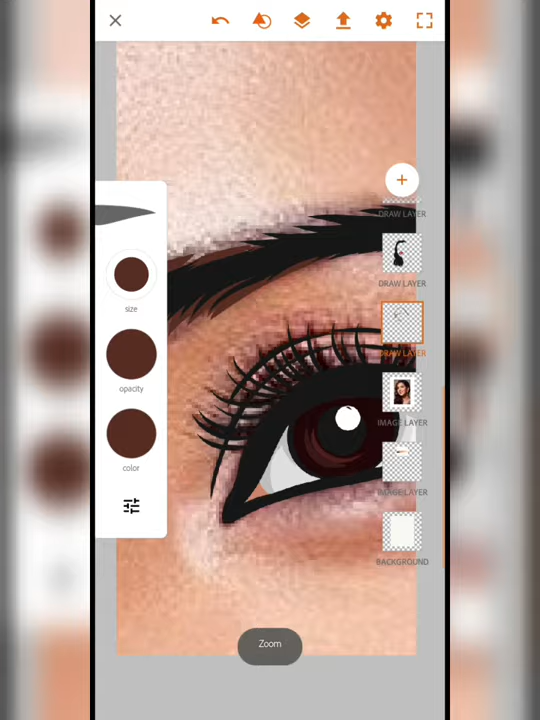 DRAW LAYER
DRAW LAYER
size
DRAW LAYER
opacity
IMAGE LAYER
color
IMAGE LAYER
BACKGROUND
Zoom